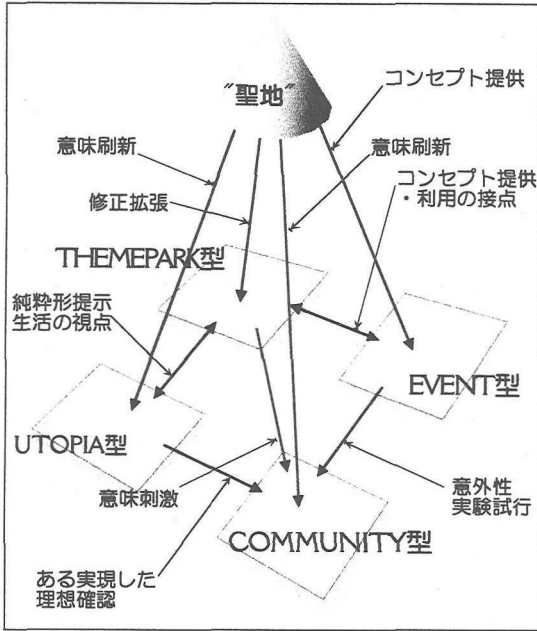 "聖地"
コンセプト提供
意味刷新
意味刷新
修正拡張
コンセプト提供
・利用の接点
THEMEPARK型
純粋形提示
生活の視点
EVENT型
UTOPIA型
意味刺激
意外性
実験試行
COMMUNITY型
ある実現した
理想確認